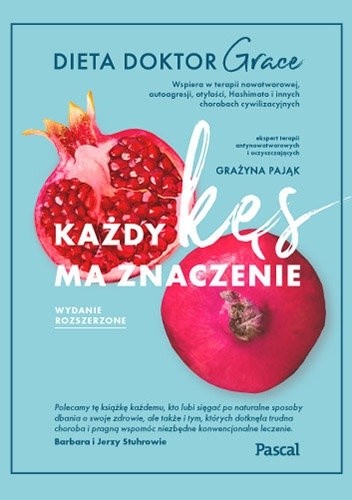 DIETA DOKTOR Grace
Wspiera w terapii nowotworowej,
autoagresji, otyłości, Hashimoto i innych
chorobach cywilizacyjnych
ekspert terapii
antynowotworowych
i oczyszczających
GRAŻYNA PAJĄK
KAŻDY kęs
MA ZNACZENIE
WYDANIE
ROZSZERZONE
Polecamy tę książkę każdemu, kto lubi sięgać po naturalne sposoby
dbania o swoje zdrowie, ale także i tym, których dotknęła trudna
choroba i pragną wspomóc niezbędne konwencjonalne leczenie.
Barbara i Jerzy Stuhrowie
Pascal